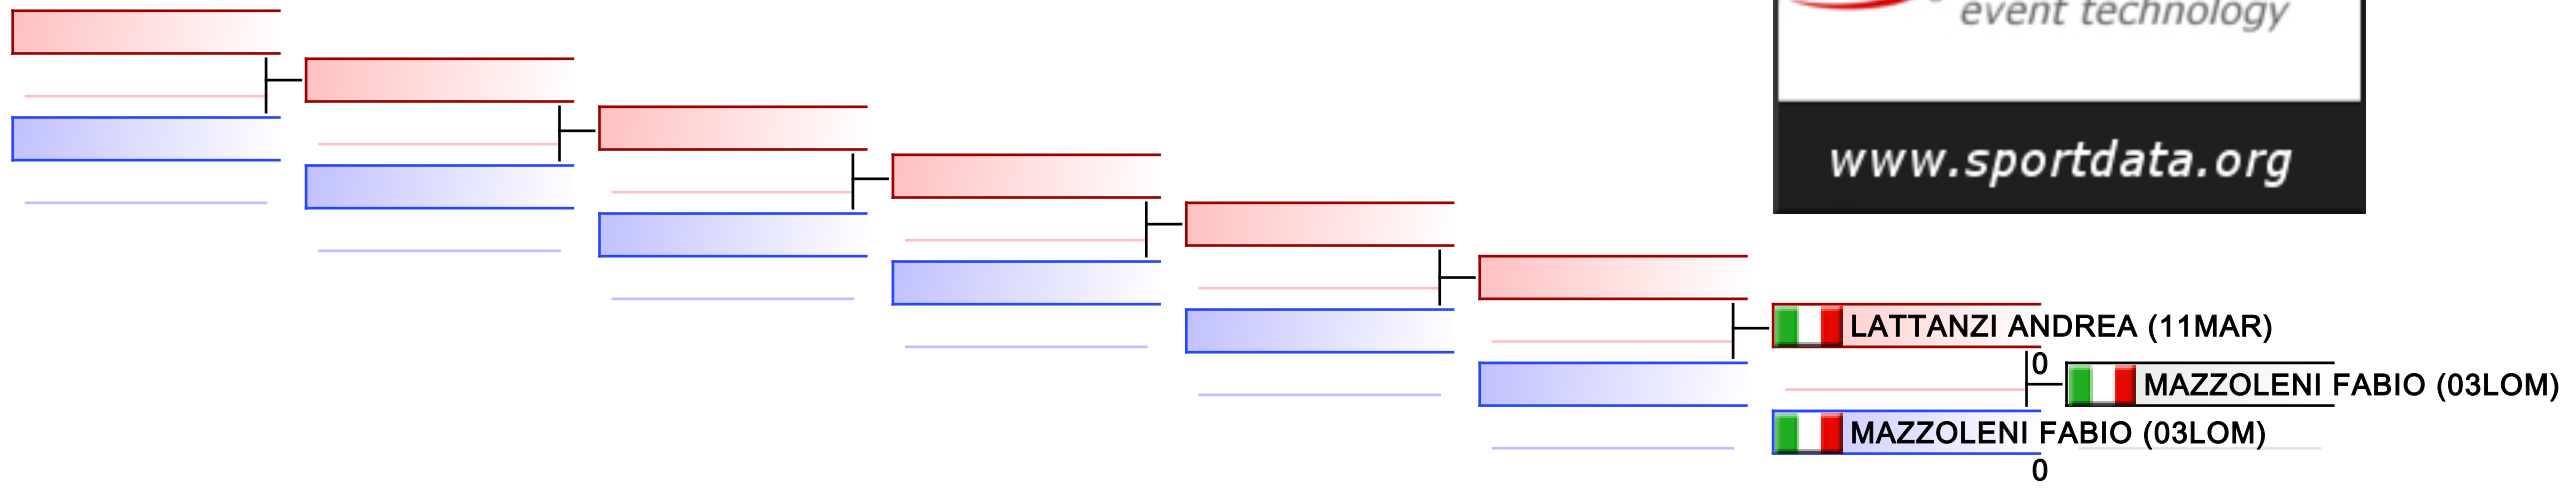 event technology
www.sportdata.org
LATTANZI ANDREA (11MAR)
0
MAZZOLENI FABIO (03LOM)
MAZZOLENI FABIO (03LOM)
0